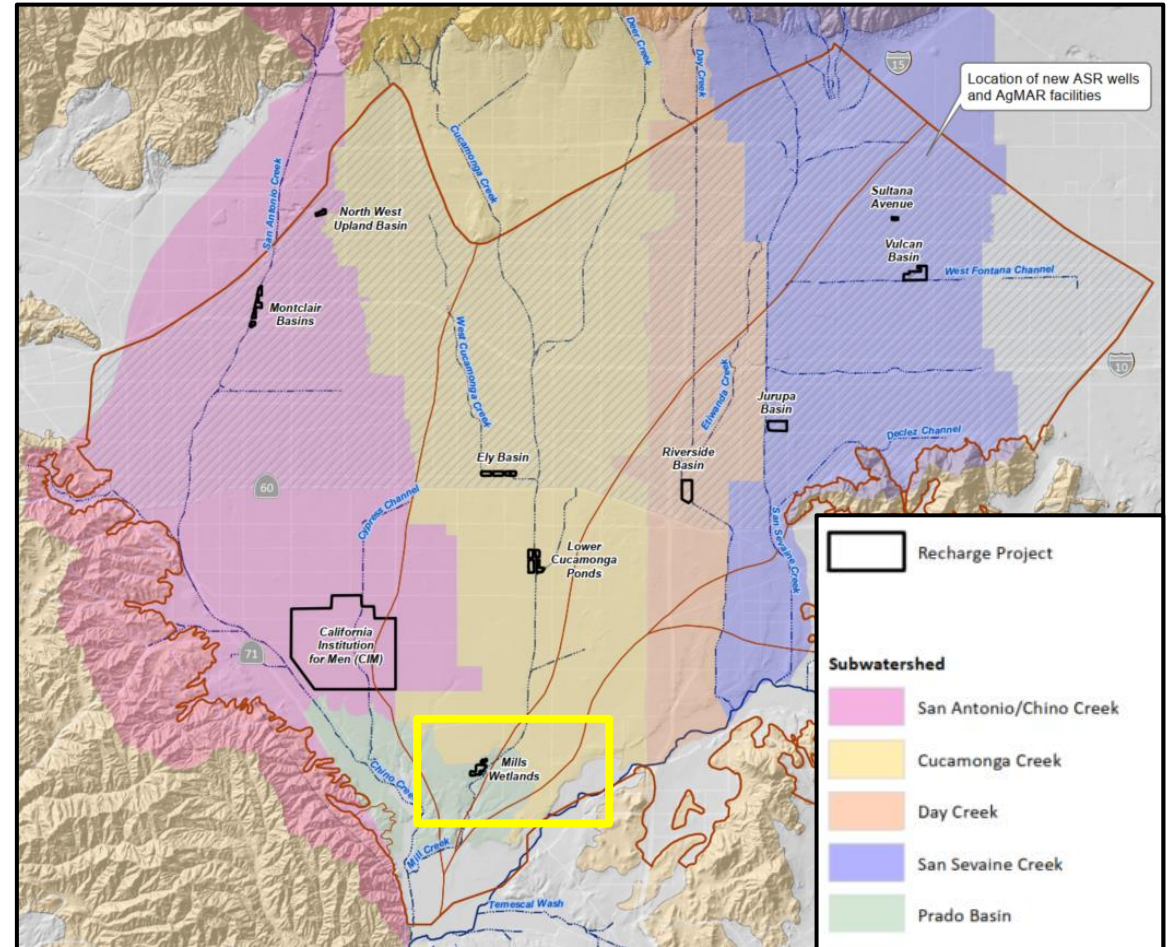 Deer Creek
Day Creek
15
Location of new ASR wells
and AgMAR facilities
Cucamonga Creek
San Antonio Creek
North West
Upland Basin
Sultana
Avenue
Vulcan
Basin
West Fontana Channel
Montclair
Basins
West Cucamonga Creek
Etiwanda Creek
10
Jurupa
Basin
Declez Channel
Ely Basin
Riverside
Basin
60
Cypress Channel
San Sevaine Creek
Lower
Cucamonga
Ponds
California
Institution
for Men (CIM)
71
Chino Creek
Mills
Wetlands
Mill Creek
Temescal Wash
Recharge Project
Subwatershed
San Antonio/Chino Creek
Cucamonga Creek
Day Creek
San Sevaine Creek
Prado Basin